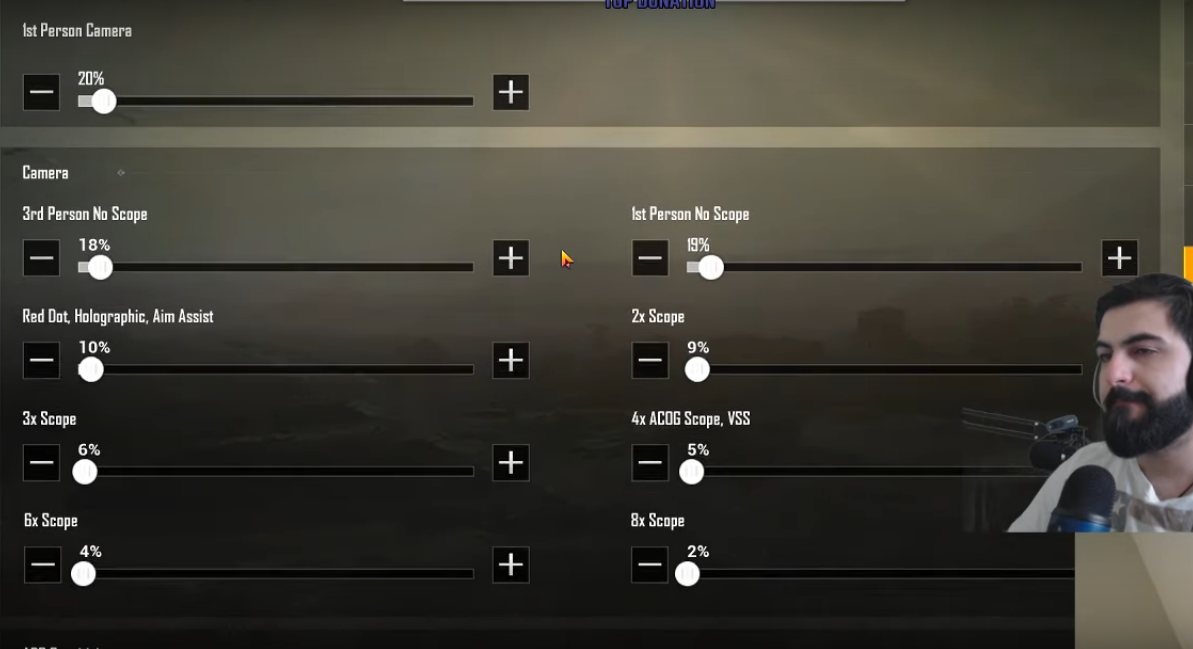 TOP DONATION
1st Person Camera
20%
Camera
3rd Person No Scope
1st Person No Scope
18%
19%
Red Dot, Holographic, Aim Assist
2x Scope
10%
9%
3x Scope
4x ACOG Scope, VSS
6%
5%
6x Scope
8x Scope
4%
2%